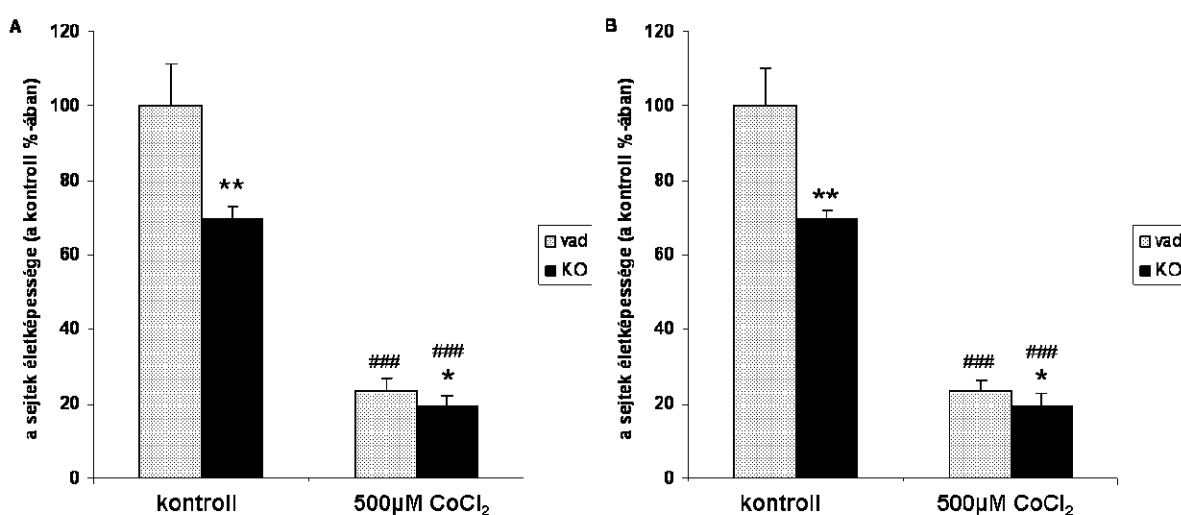 A
a sejtek életképessége (a kontroll %-ában)
120
100
80
60
40
20
0
**
###
###
*
kontroll
500µM CoCl₂
vad
KO
B
a sejtek életképessége (a kontroll %-ában)
120
100
80
60
40
20
0
**
###
###
*
kontroll
500µM CoCl₂
vad
KO